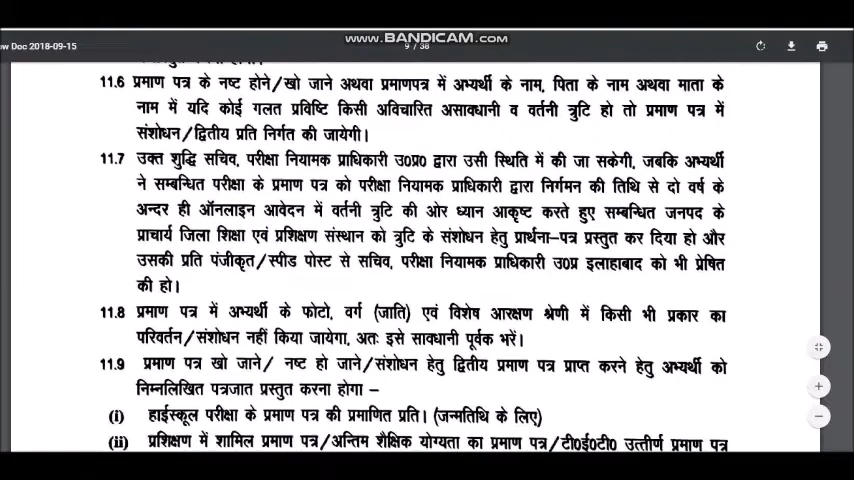 www.BANDICAM.com
ew Doc 2018-09-15
9 / 38
11.6 प्रमाण पत्र के नष्ट होने/खो जाने अथवा प्रमाणपत्र में अभ्यर्थी के नाम, पिता के नाम अथवा माता के
नाम में यदि कोई गलत प्रविष्टि किसी अविचारित असावधानी व वर्तनी त्रुटि हो तो प्रमाण पत्र में
संशोधन/द्वितीय प्रति निर्गत की जायेगी।
11.7 उक्त शुद्धि सचिव, परीक्षा नियामक प्राधिकारी उ0प्र0 द्वारा उसी स्थिति में की जा सकेगी, जबकि अभ्यर्थी
ने सम्बन्धित परीक्षा के प्रमाण पत्र को परीक्षा नियामक प्राधिकारी द्वारा निर्गमन की तिथि से दो वर्ष के
अन्दर ही ऑनलाइन आवेदन में वर्तनी त्रुटि की ओर ध्यान आकृष्ट करते हुए सम्बन्धित जनपद के
प्राचार्य जिला शिक्षा एवं प्रशिक्षण संस्थान को त्रुटि के संशोधन हेतु प्रार्थना-पत्र प्रस्तुत कर दिया हो और
उसकी प्रति पंजीकृत/स्पीड पोस्ट से सचिव, परीक्षा नियामक प्राधिकारी उ0प्र इलाहाबाद को भी प्रेषित
की हो।
11.8 प्रमाण पत्र में अभ्यर्थी के फोटो, वर्ग (जाति) एवं विशेष आरक्षण श्रेणी में किसी भी प्रकार का
परिवर्तन/संशोधन नहीं किया जायेगा, अतः इसे सावधानी पूर्वक भरें।
11.9 प्रमाण पत्र खो जाने/ नष्ट हो जाने/संशोधन हेतु द्वितीय प्रमाण पत्र प्राप्त करने हेतु अभ्यर्थी को
निम्नलिखित पत्रजात प्रस्तुत करना होगा –
(i) हाईस्कूल परीक्षा के प्रमाण पत्र की प्रमाणित प्रति। (जन्मतिथि के लिए)
(ii) प्रशिक्षण में शामिल प्रमाण पत्र/अन्तिम शैक्षिक योग्यता का प्रमाण पत्र/टी0ई0टी0 उत्तीर्ण प्रमाण पत्र